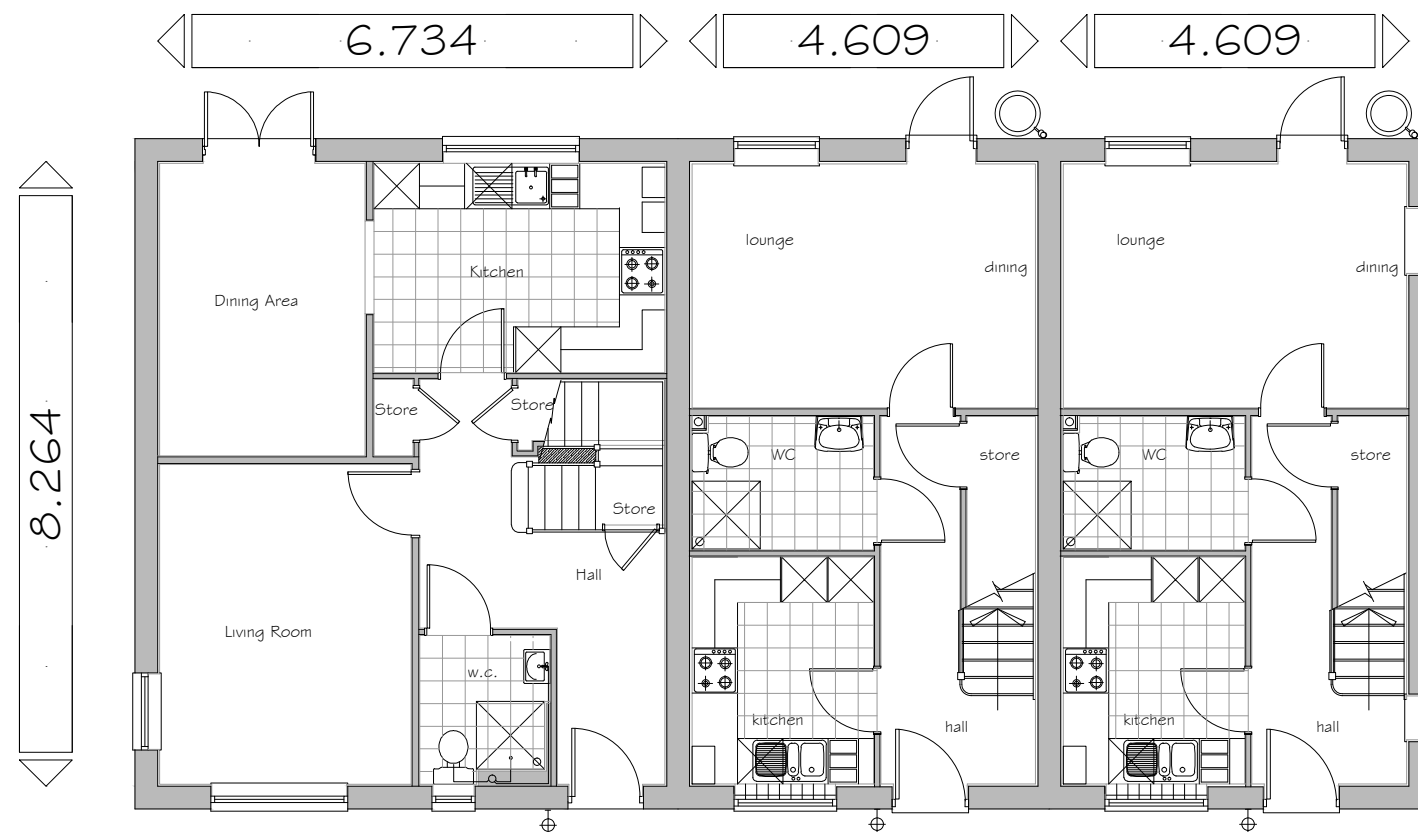 6.734
4.609
4.609
8.264
lounge
lounge
dining
dining
Kitchen
Dining Area
Store
Store
WC
store
WC
store
Store
Hall
Living Room
w.c.
kitchen
hall
kitchen
hall